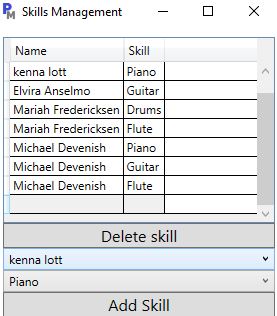 PM Skills Management
Name Skill
kenna lott Piano
Elvira Anselmo Guitar
Mariah Fredericksen Drums
Mariah Fredericksen Flute
Michael Devenish Piano
Michael Devenish Guitar
Michael Devenish Flute
Delete skill
kenna lott
Piano
Add Skill